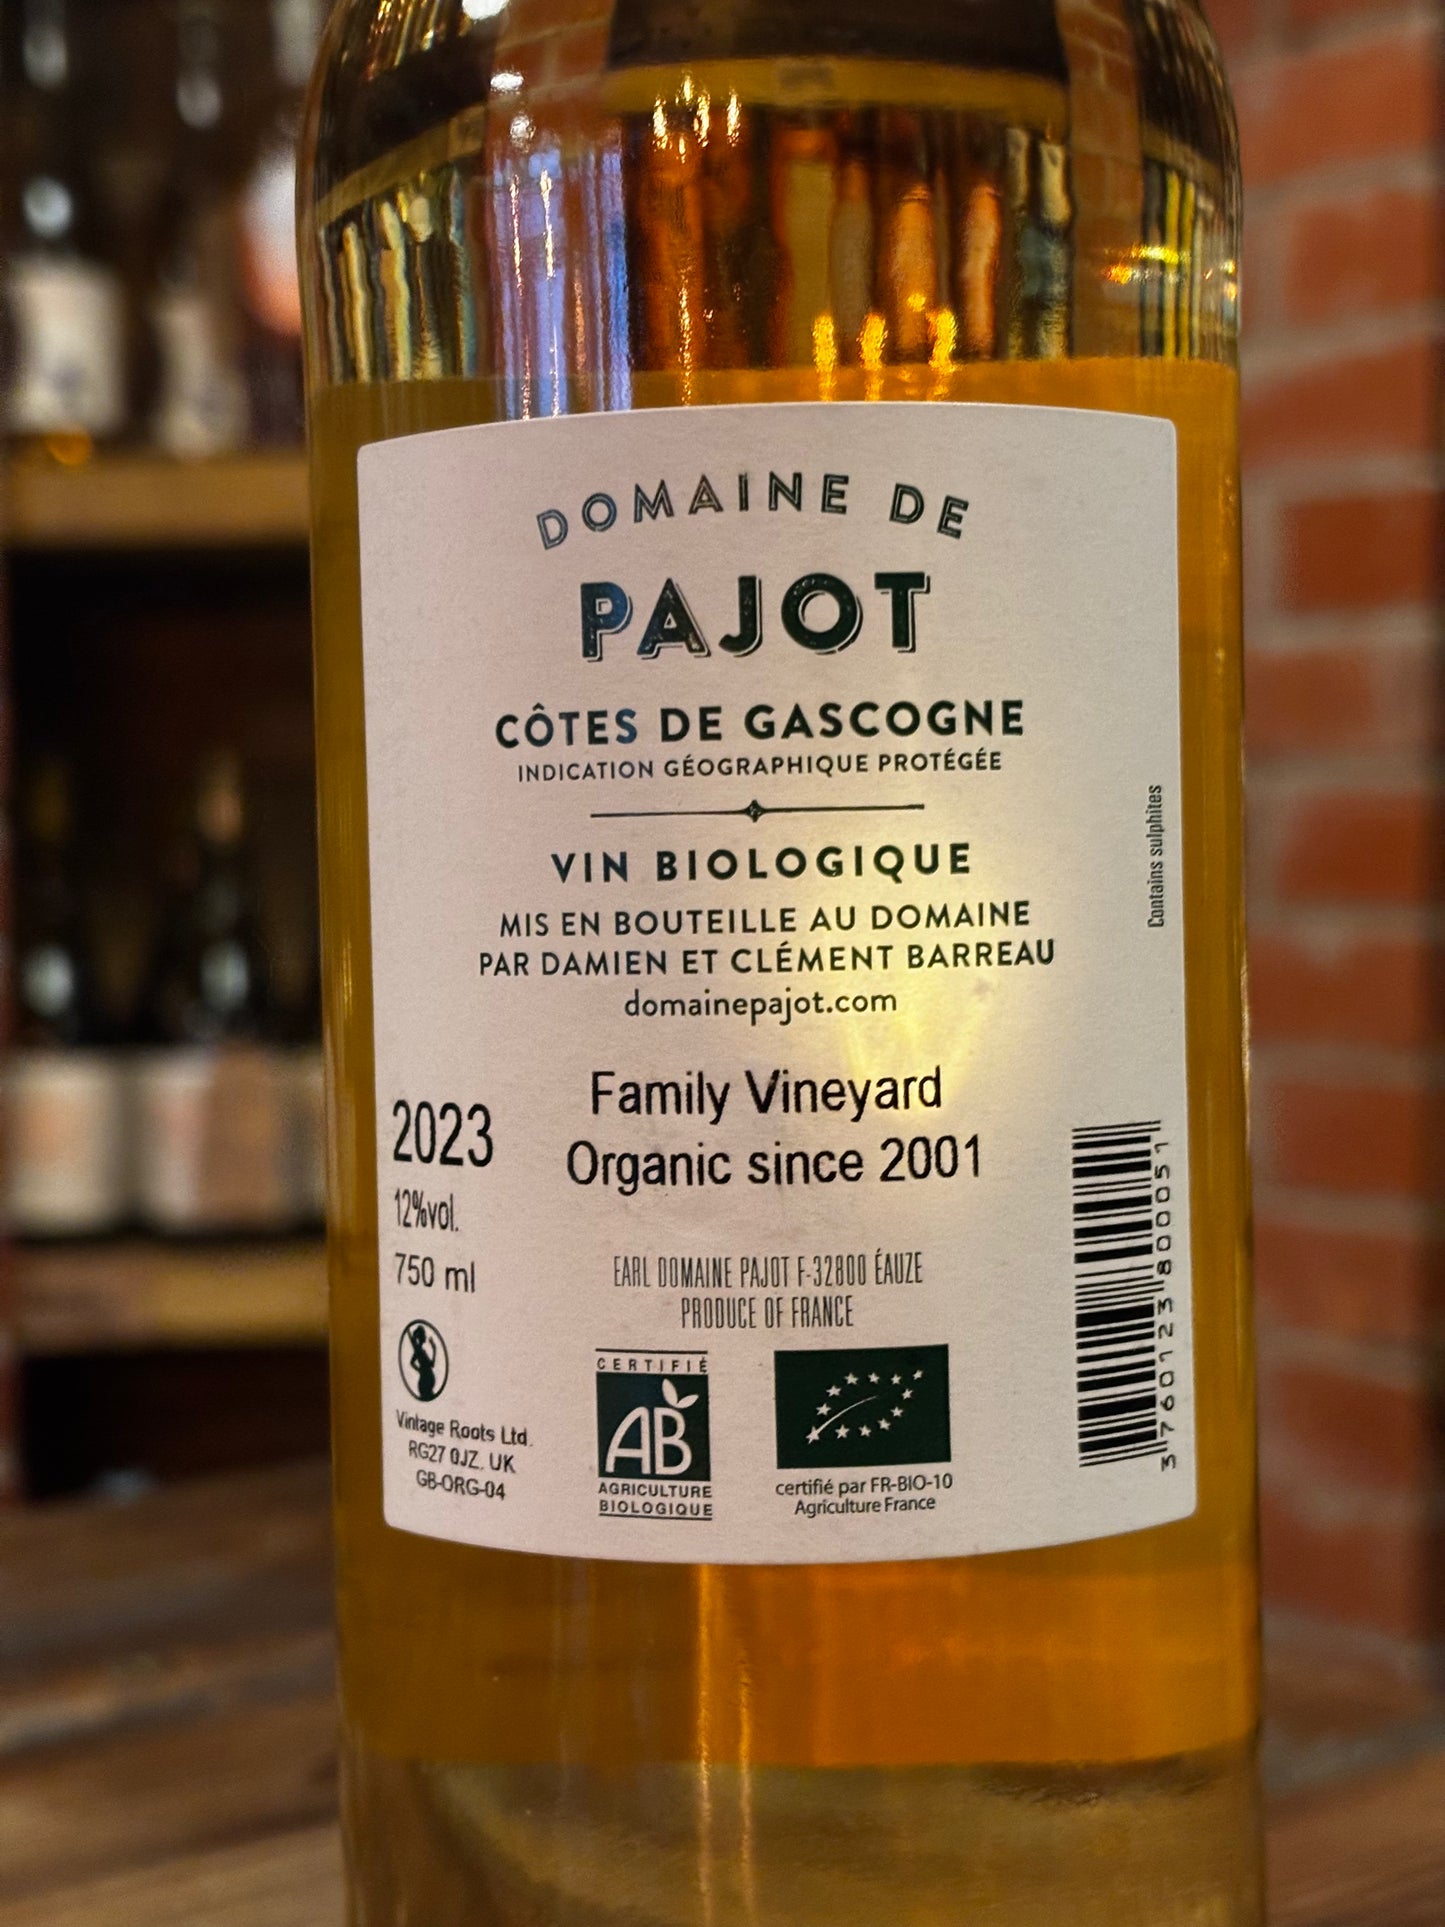 DOMAINE DE
PAJOT
CÔTES DE GASCOGNE
INDICATION GÉOGRAPHIQUE PROTÉGÉE
VIN BIOLOGIQUE
MIS EN BOUTEILLE AU DOMAINE
PAR DAMIEN ET CLÉMENT BARREAU
domainepajot.com
Contains sulphites
Family Vineyard
Organic since 2001
2023
12%vol.
750 ml
EARL DOMAINE PAJOT F-32800 ÉAUZE
PRODUCE OF FRANCE
Vintage Roots Ltd.
RG27 0JZ. UK
GB-ORG-04
CERTIFIÉ
AB
AGRICULTURE
BIOLOGIQUE
certifié par FR-BIO-10
Agriculture France
3760123800051